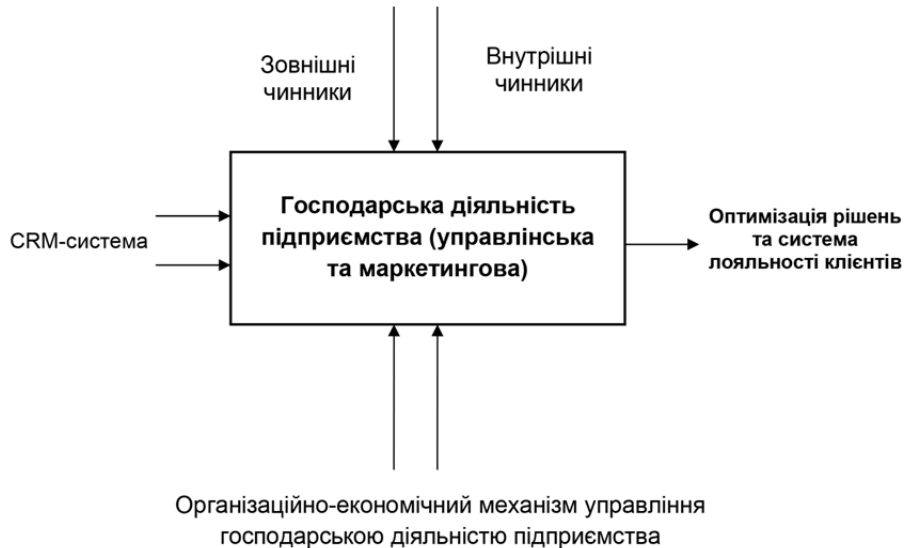 Зовнішні
чинники
Внутрішні
чинники
CRM-система
Господарська діяльність
підприємства (управлінська
та маркетингова)
Оптимізація рішень
та система
лояльності клієнтів
Організаційно-економічний механізм управління
господарською діяльністю підприємства